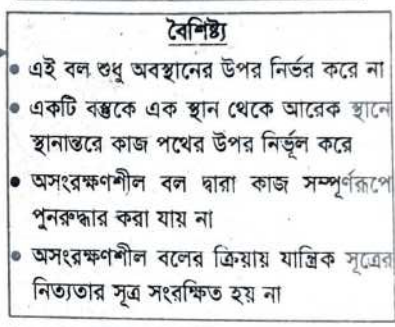 বৈশিষ্ট্য
• এই বল শুধু অবস্থানের উপর নির্ভর করে না
• একটি বস্তুকে এক স্থান থেকে আরেক স্থানে
স্থানান্তরে কাজ পথের উপর নির্ভূল করে
• অসংরক্ষণশীল বল দ্বারা কাজ সম্পূর্ণরূপে
পুনরুদ্ধার করা যায় না
• অসংরক্ষণশীল বলের ক্রিয়ায় যান্ত্রিক সূত্রের
নিত্যতার সূত্র সংরক্ষিত হয় না